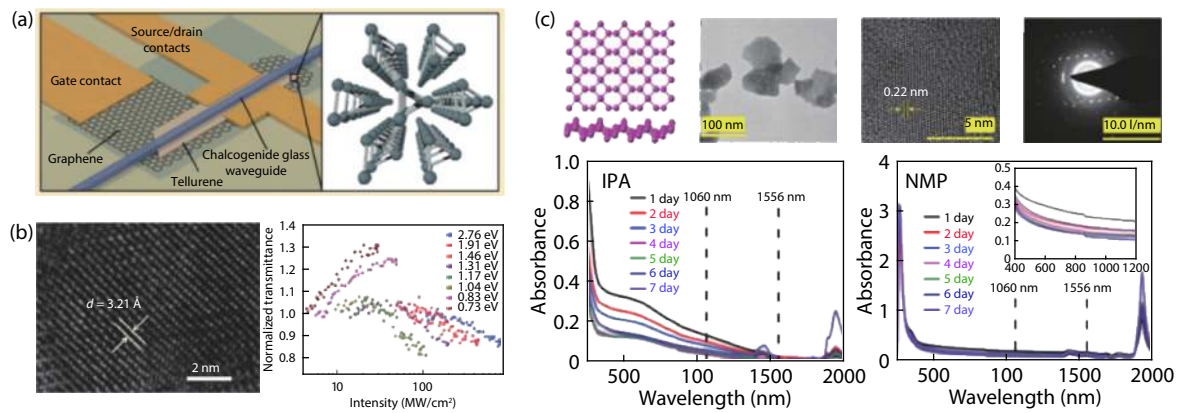 (a)
Source/drain
contacts
Gate contact
Graphene
Chalcogenide glass
waveguide
Tellurene
(b)
d = 3.21 Å
2 nm
Normalized transmittance
1.4
1.3
1.2
1.1
1.0
0.9
0.8
2.76 eV
1.91 eV
1.46 eV
1.31 eV
1.17 eV
1.04 eV
0.83 eV
0.73 eV
10
100
Intensity (MW/cm²)
(c)
100 nm
0.22 nm
5 nm
10.0 l/nm
IPA
1060 nm
1556 nm
1 day
2 day
3 day
4 day
5 day
6 day
7 day
Absorbance
1.0
0.8
0.6
0.4
0.2
0
500
1000
1500
2000
Wavelength (nm)
NMP
1 day
2 day
3 day
4 day
5 day
6 day
7 day
0.5
0.4
0.3
0.2
0.1
0
400
600
800
1000
1200
1060 nm
1556 nm
Absorbance
4
3
2
1
0
500
1000
1500
2000
Wavelength (nm)